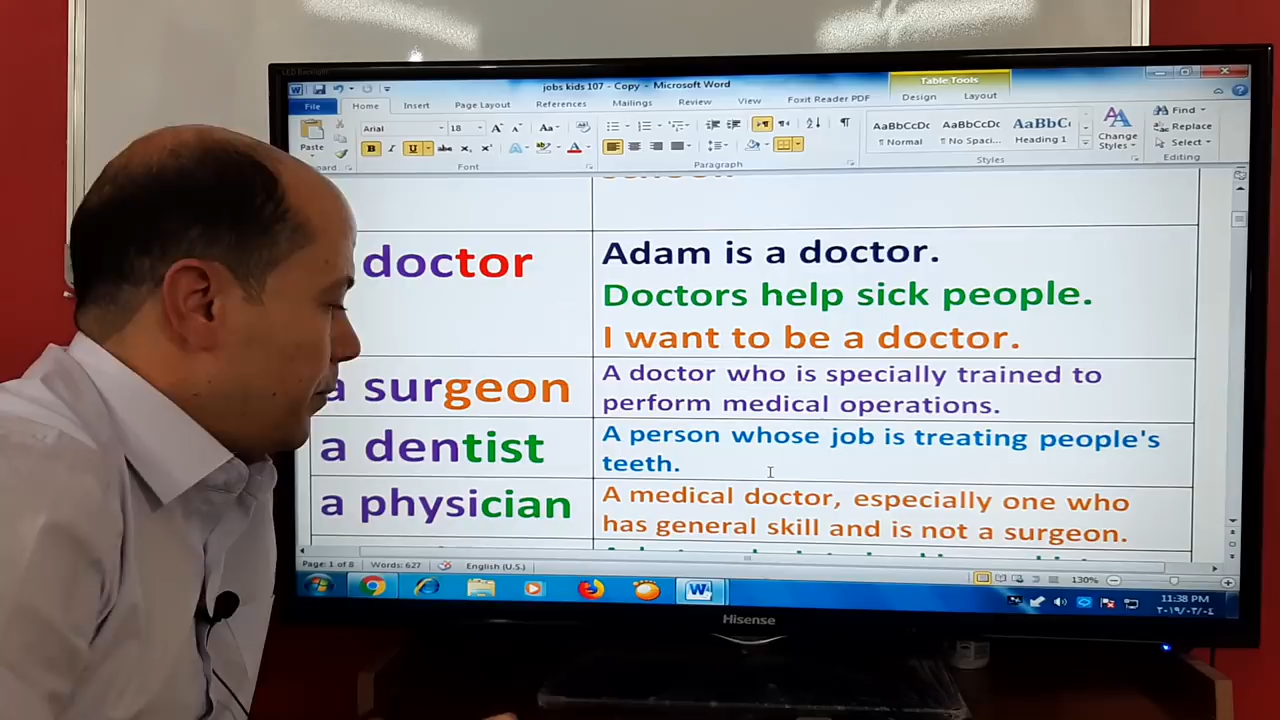 jobs kids 107 - Copy - Microsoft Word
Table Tools
File
Home
Insert
Page Layout
References
Mailings
Review
View
Foxit Reader PDF
Design
Layout
Paste
Arial
18
Font
Paragraph
AaBbCcDc
Normal
AaBbCcDc
No Spaci...
AaBbC
Heading 1
Change Styles
Styles
Find
Replace
Select
Editing
doctor
Adam is a doctor.
Doctors help sick people.
I want to be a doctor.
a surgeon
A doctor who is specially trained to
perform medical operations.
a dentist
A person whose job is treating people's
teeth.
a physician
A medical doctor, especially one who
has general skill and is not a surgeon.
Page: 1 of 8
Words: 627
English (U.S.)
130%
11:38 PM
٢٠١٩/٠٢/٠٤
Hisense